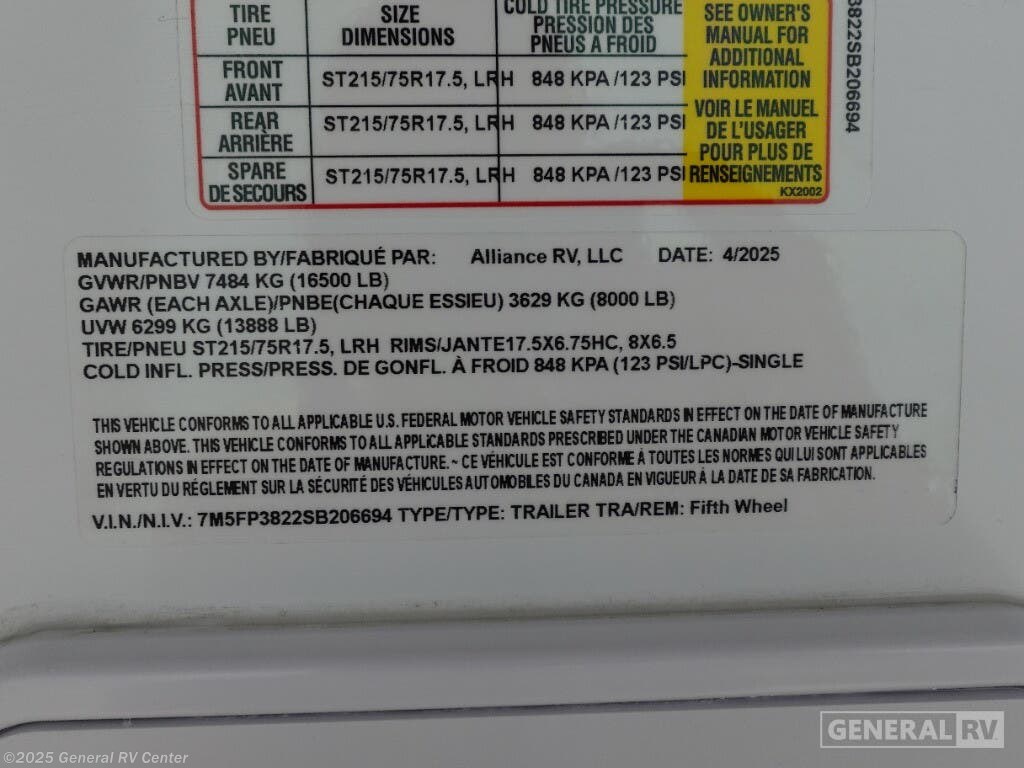 TIRE PNEU SIZE DIMENSIONS COLD TIRE PRESSURE PRESSION DES PNEUS A FROID
FRONT AVANT ST215/75R17.5, LRH 848 KPA /123 PSI
REAR ARRIÈRE ST215/75R17.5, LRH 848 KPA /123 PSI
SPARE DE SECOURS ST215/75R17.5, LRH 848 KPA /123 PSI
SEE OWNER'S
MANUAL FOR
ADDITIONAL
INFORMATION
VOIR LE MANUEL
DE L'USAGER
POUR PLUS DE
RENSEIGNEMENTS
KX2002
3822SB206694
MANUFACTURED BY/FABRIQUÉ PAR: Alliance RV, LLC DATE: 4/2025
GVWR/PNBV 7484 KG (16500 LB)
GAWR (EACH AXLE)/PNBE(CHAQUE ESSIEU) 3629 KG (8000 LB)
UVW 6299 KG (13888 LB)
TIRE/PNEU ST215/75R17.5, LRH RIMS/JANTE17.5X6.75HC, 8X6.5
COLD INFL. PRESS/PRESS. DE GONFL. À FROID 848 KPA (123 PSI/LPC)-SINGLE
THIS VEHICLE CONFORMS TO ALL APPLICABLE U.S. FEDERAL MOTOR VEHICLE SAFETY STANDARDS IN EFFECT ON THE DATE OF MANUFACTURE
SHOWN ABOVE. THIS VEHICLE CONFORMS TO ALL APPLICABLE STANDARDS PRESCRIBED UNDER THE CANADIAN MOTOR VEHICLE SAFETY
REGULATIONS IN EFFECT ON THE DATE OF MANUFACTURE. ~ CE VÉHICULE EST CONFORME À TOUTES LES NORMES QUI LUI SONT APPLICABLES
EN VERTU DU RÉGLEMENT SUR LA SÉCURITÉ DES VÉHICULES AUTOMOBILES DU CANADA EN VIGUEUR À LA DATE DE SA FABRICATION.
V.I.N./N.I.V.: 7M5FP3822SB206694 TYPE/TYPE: TRAILER TRA/REM: Fifth Wheel
GENERAL RV
©2025 General RV Center